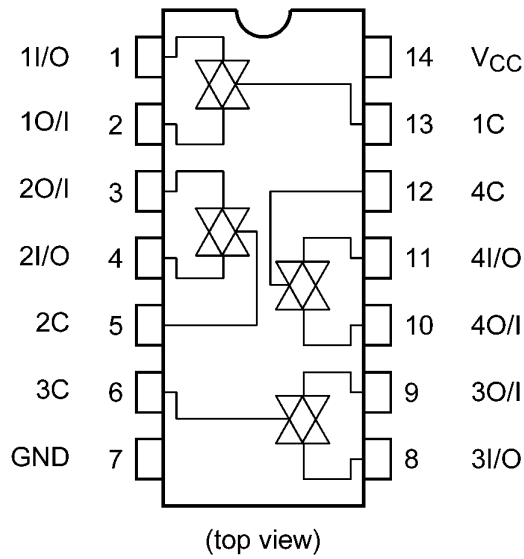 1I/O 1 14 VCC
1O/I 2 13 1C
2O/I 3 12 4C
2I/O 4 11 4I/O
2C 5 10 4O/I
3C 6 9 3O/I
GND 7 8 3I/O
(top view)